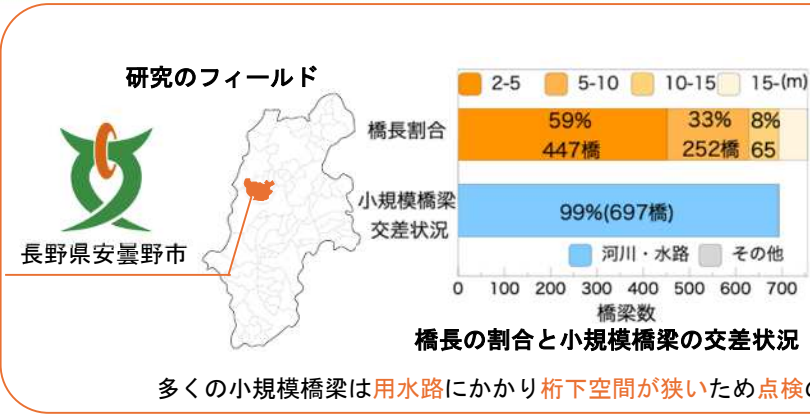 研究のフィールド
長野県安曇野市
2-5 5-10 10-15 15-(m)
橋長割合
59% 33% 8%
447橋 252橋 65
小規模橋梁
交差状況
99%(697橋)
河川・水路 その他
0 100 200 300 400 500 600 700
橋梁数
橋長の割合と小規模橋梁の交差状況
多くの小規模橋梁は用水路にかかり桁下空間が狭いため点検